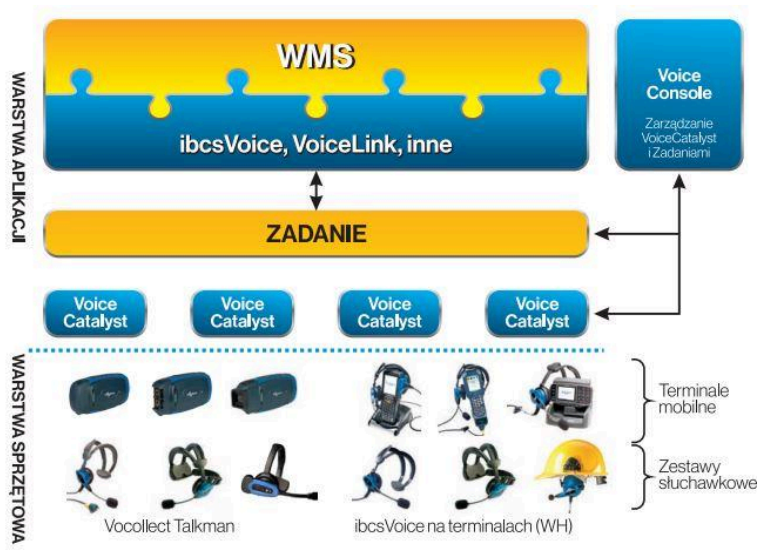 WARSTWA APLIKACJI
WMS
ibcsVoice, VoiceLink, inne
Voice
Console
Zarządzanie
VoiceCatalyst
i Zadaniami
ZADANIE
Voice
Catalyst
Voice
Catalyst
Voice
Catalyst
Voice
Catalyst
WARSTWA SPRZĘTOWA
Terminale
mobilne
Zestawy
słuchawkowe
Vocollect Talkman
ibcsVoice na terminalach (WH)